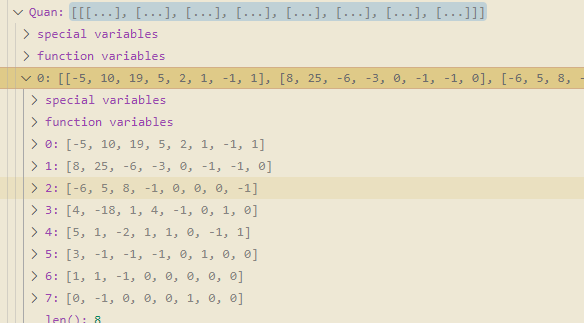 Quan: [[[...], [...], [...], [...], [...], [...], [...], [...]]]
special variables
function variables
0: [[-5, 10, 19, 5, 2, 1, -1, 1], [8, 25, -6, -3, 0, -1, -1, 0], [-6, 5, 8, -
special variables
function variables
0: [-5, 10, 19, 5, 2, 1, -1, 1]
1: [8, 25, -6, -3, 0, -1, -1, 0]
2: [-6, 5, 8, -1, 0, 0, 0, -1]
3: [4, -18, 1, 4, -1, 0, 1, 0]
4: [5, 1, -2, 1, 1, 0, -1, 1]
5: [3, -1, -1, -1, 0, 1, 0, 0]
6: [1, 1, -1, 0, 0, 0, 0, 0]
7: [0, -1, 0, 0, 0, 1, 0, 0]
len(): 8